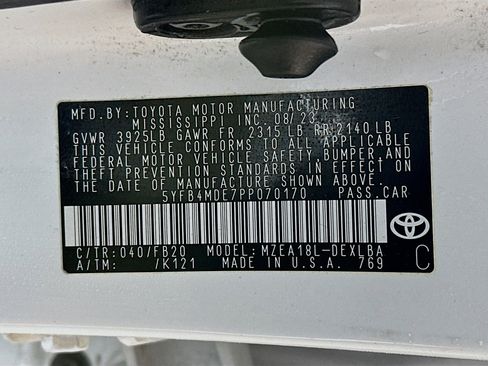 MFD.BY:TOYOTA MOTOR MANUFACTURING
MISSISSIPPI INC. 08/23
GVWR 3925LB GAWR FR 2315 LB RR 2140 LB
THIS VEHICLE CONFORMS TO ALL APPLICABLE
FEDERAL MOTOR VEHICLE SAFETY, BUMPER, AND
THEFT PREVENTION STANDARDS IN EFFECT ON
THE DATE OF MANUFACTURE SHOWN ABOVE.
5YFB4MDE7PP070170 PASS.CAR
C/TR: 040/FB20 MODEL: MZEA18L-DEXLBA
A/TM: /K121 MADE IN U.S.A. 769
TOYOTA
C